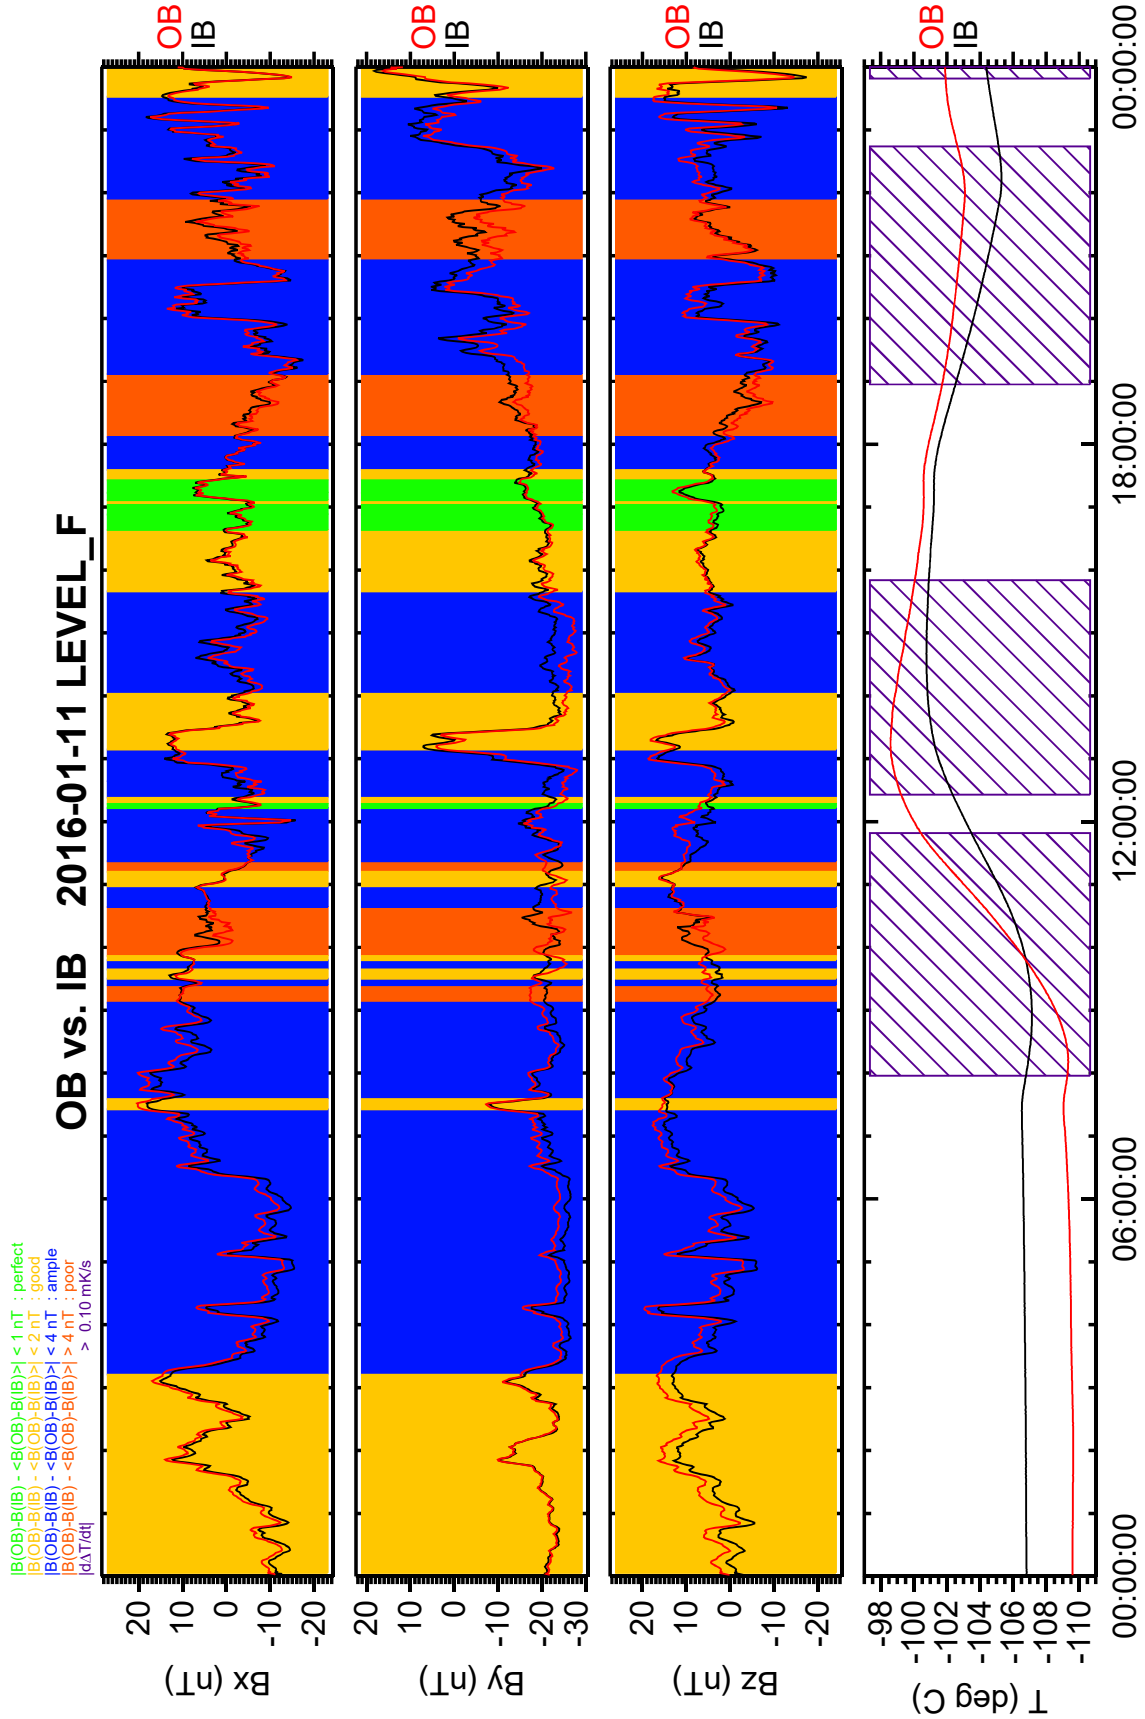 |B(OB)-B(IB) - <B(OB)-B(IB)>| < 1 nT : perfect
|B(OB)-B(IB) - <B(OB)-B(IB)>| < 2 nT : good
|B(OB)-B(IB) - <B(OB)-B(IB)>| < 4 nT : ample
|B(OB)-B(IB) - <B(OB)-B(IB)>| > 4 nT : poor
|dΔT/dt| > 0.10 mK/s
OB vs. IB 2016-01-11 LEVEL_F
Bx (nT)
20
10
0
-10
-20
OB
IB
By (nT)
20
10
0
-10
-20
-30
OB
IB
Bz (nT)
20
10
0
-10
-20
OB
IB
T (deg C)
-98
-100
-102
-104
-106
-108
-110
OB
IB
00:00:00
06:00:00
12:00:00
18:00:00
00:00:00